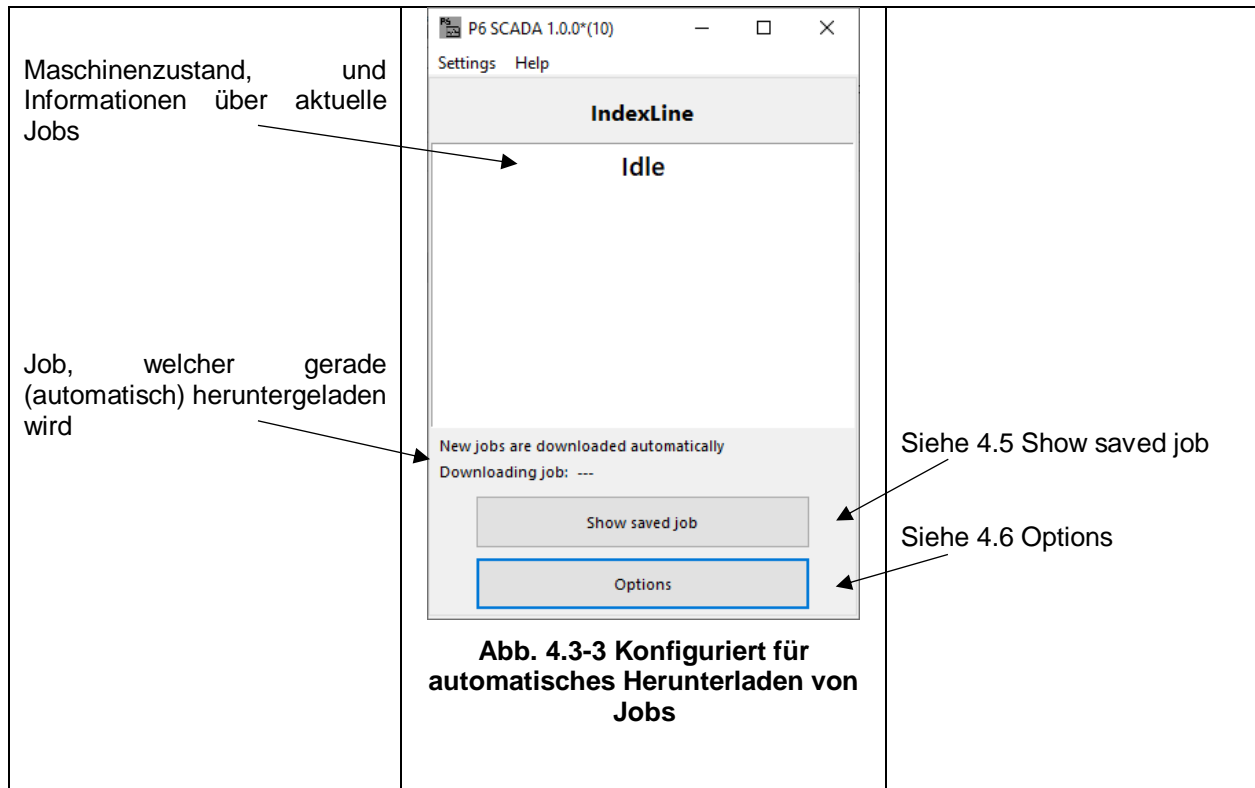 Maschinenzustand, und
Informationen über aktuelle
Jobs
Job, welcher gerade
(automatisch) heruntergeladen
wird
P6 SCADA 1.0.0*(10)
Settings Help
IndexLine
Idle
New jobs are downloaded automatically
Downloading job: ---
Show saved job
Options
Abb. 4.3-3 Konfiguriert für
automatisches Herunterladen von
Jobs
Siehe 4.5 Show saved job
Siehe 4.6 Options